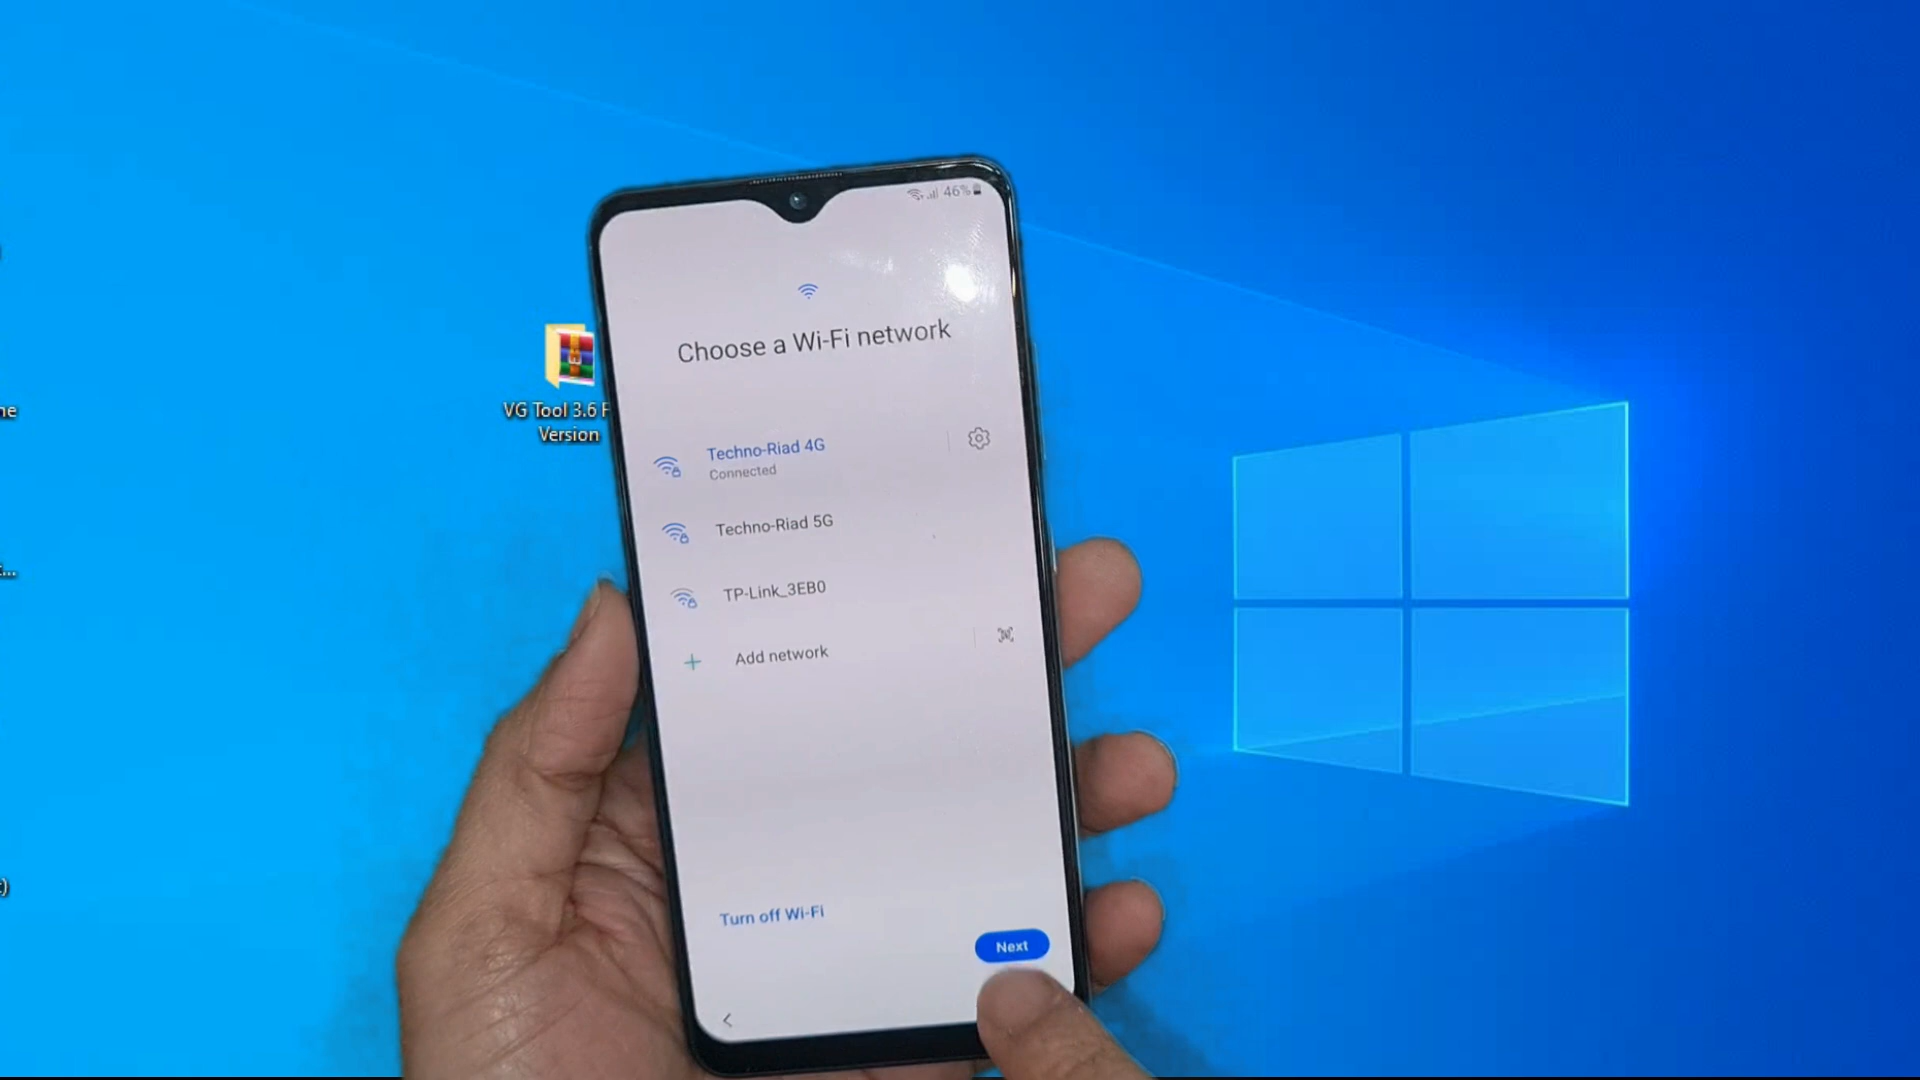 46%
Choose a Wi-Fi network
Techno-Riad 4G
Connected
Techno-Riad 5G
TP-Link_3EB0
Add network
Turn off Wi-Fi
Next
VG Tool 3.6
Version